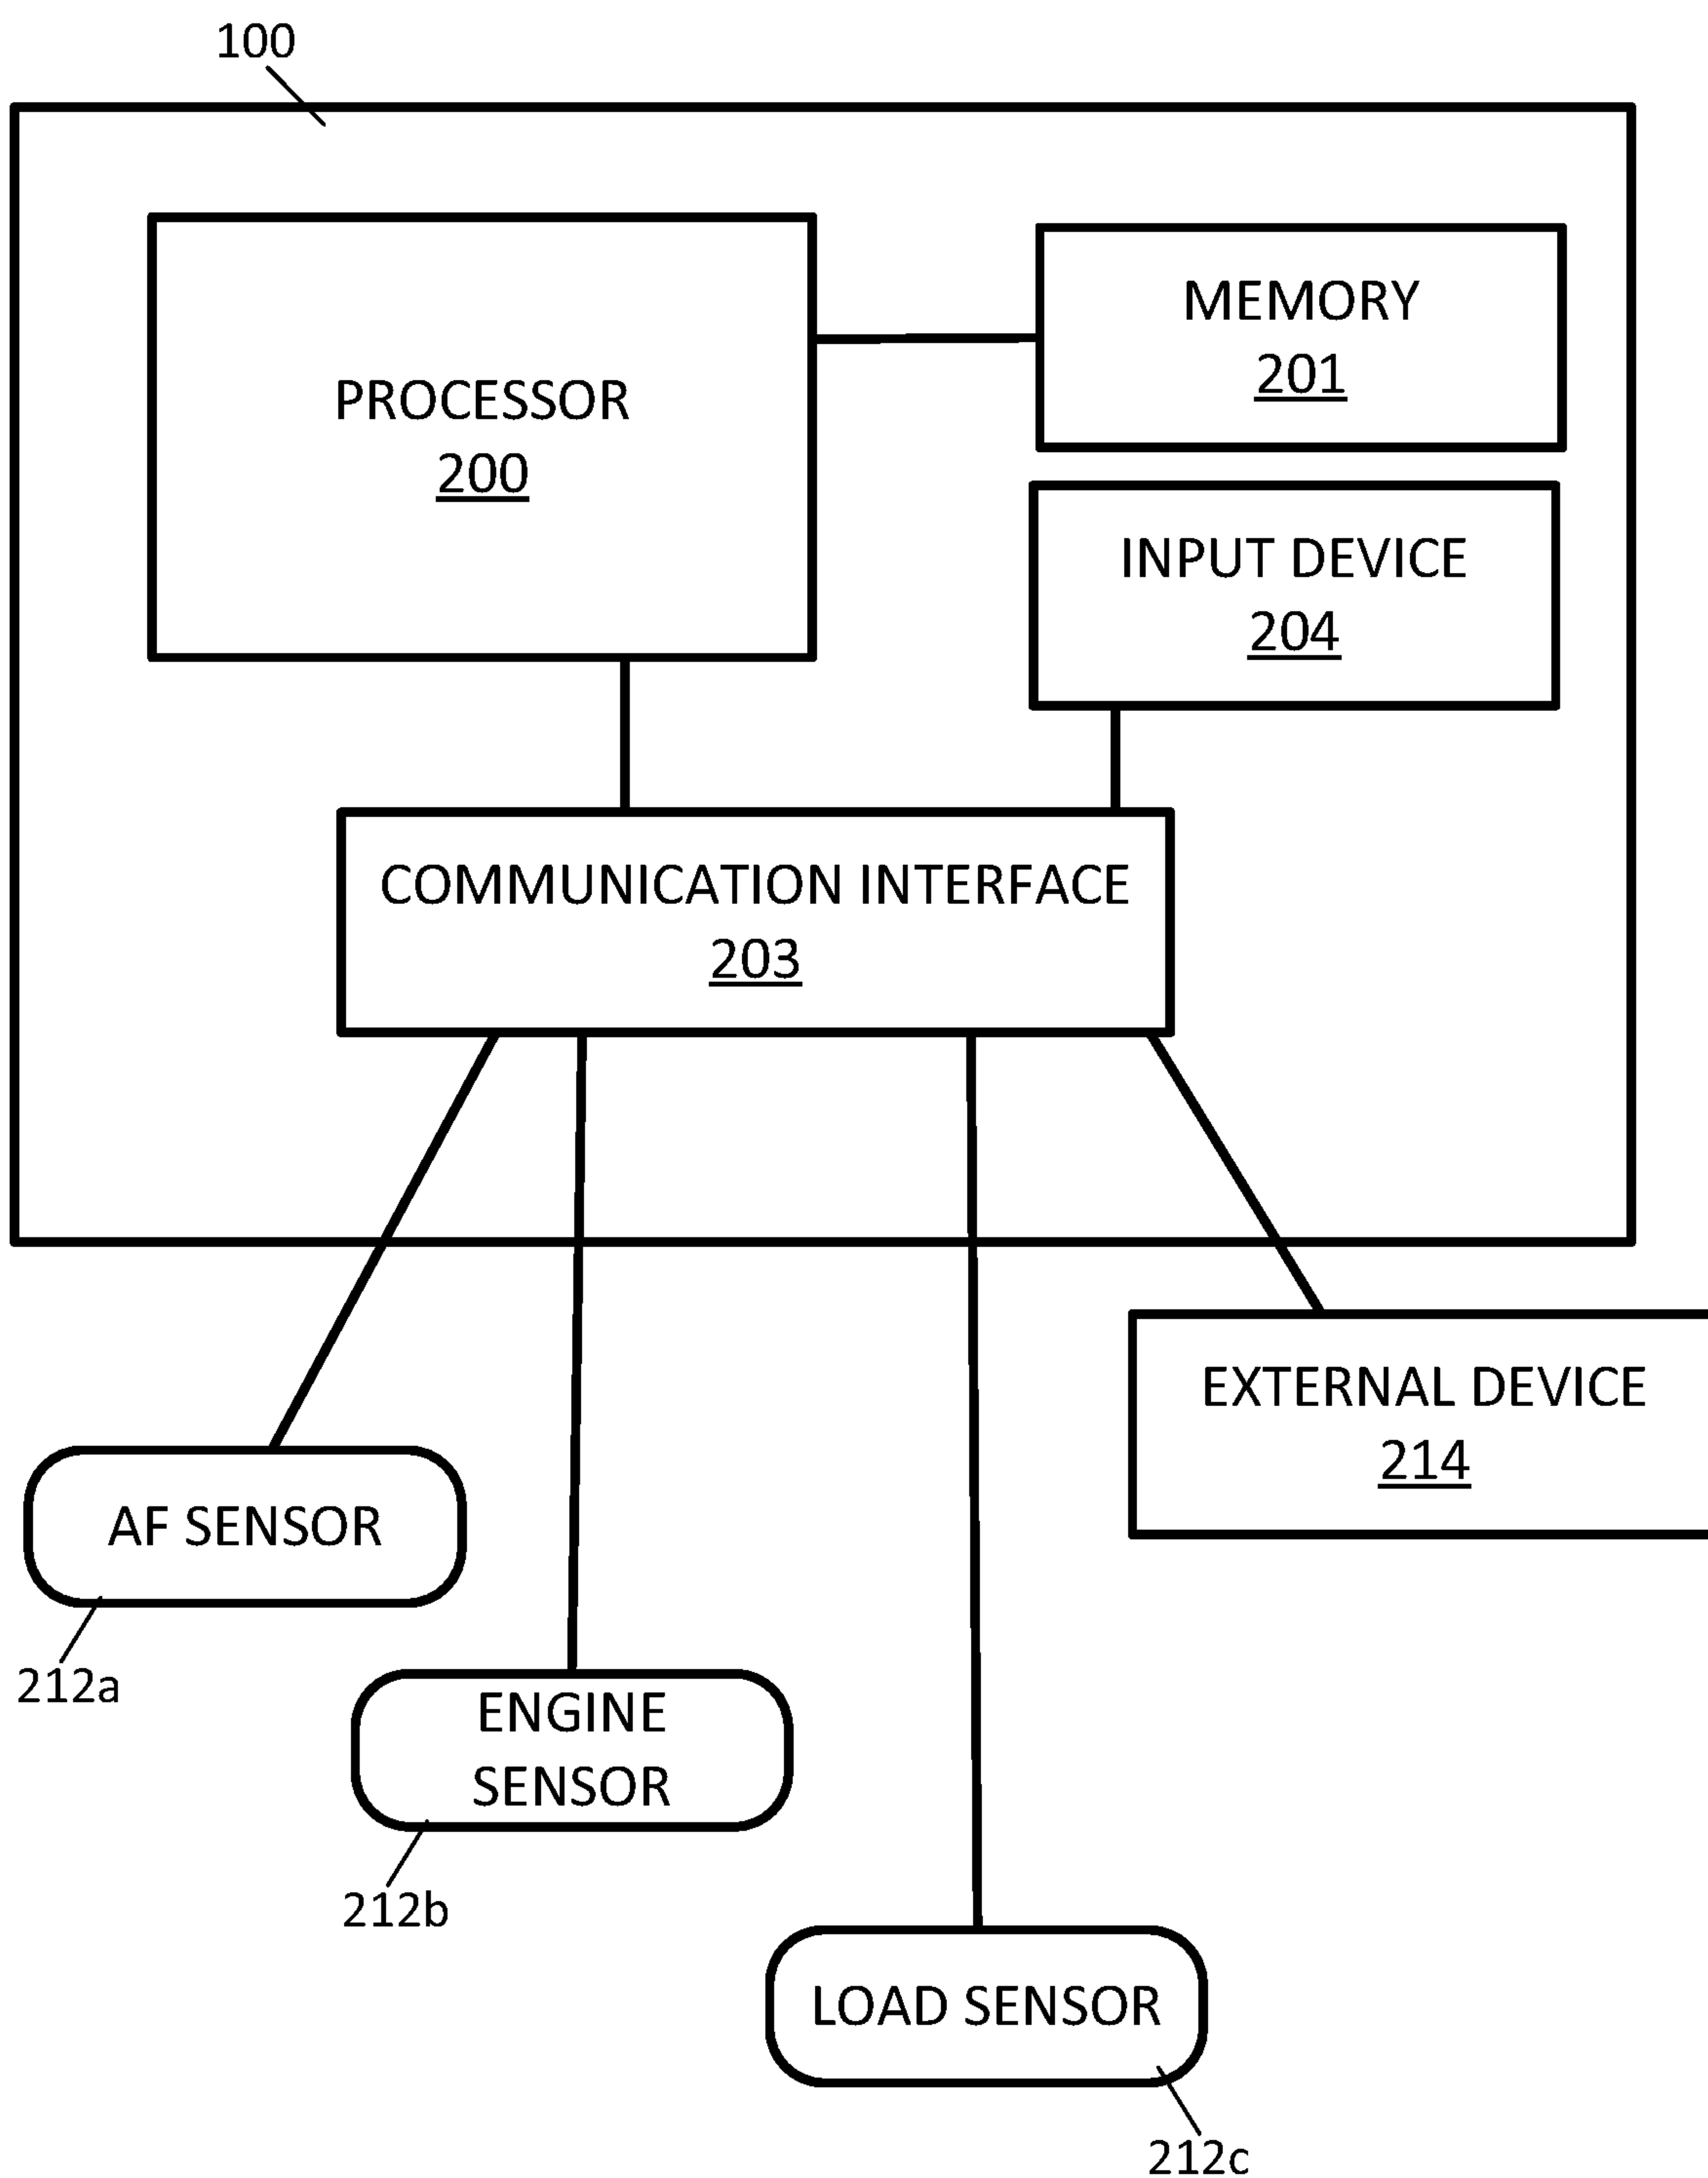 100
PROCESSOR
200
MEMORY
201
INPUT DEVICE
204
COMMUNICATION INTERFACE
203
EXTERNAL DEVICE
214
AF SENSOR
212a
ENGINE
SENSOR
212b
LOAD SENSOR
212c